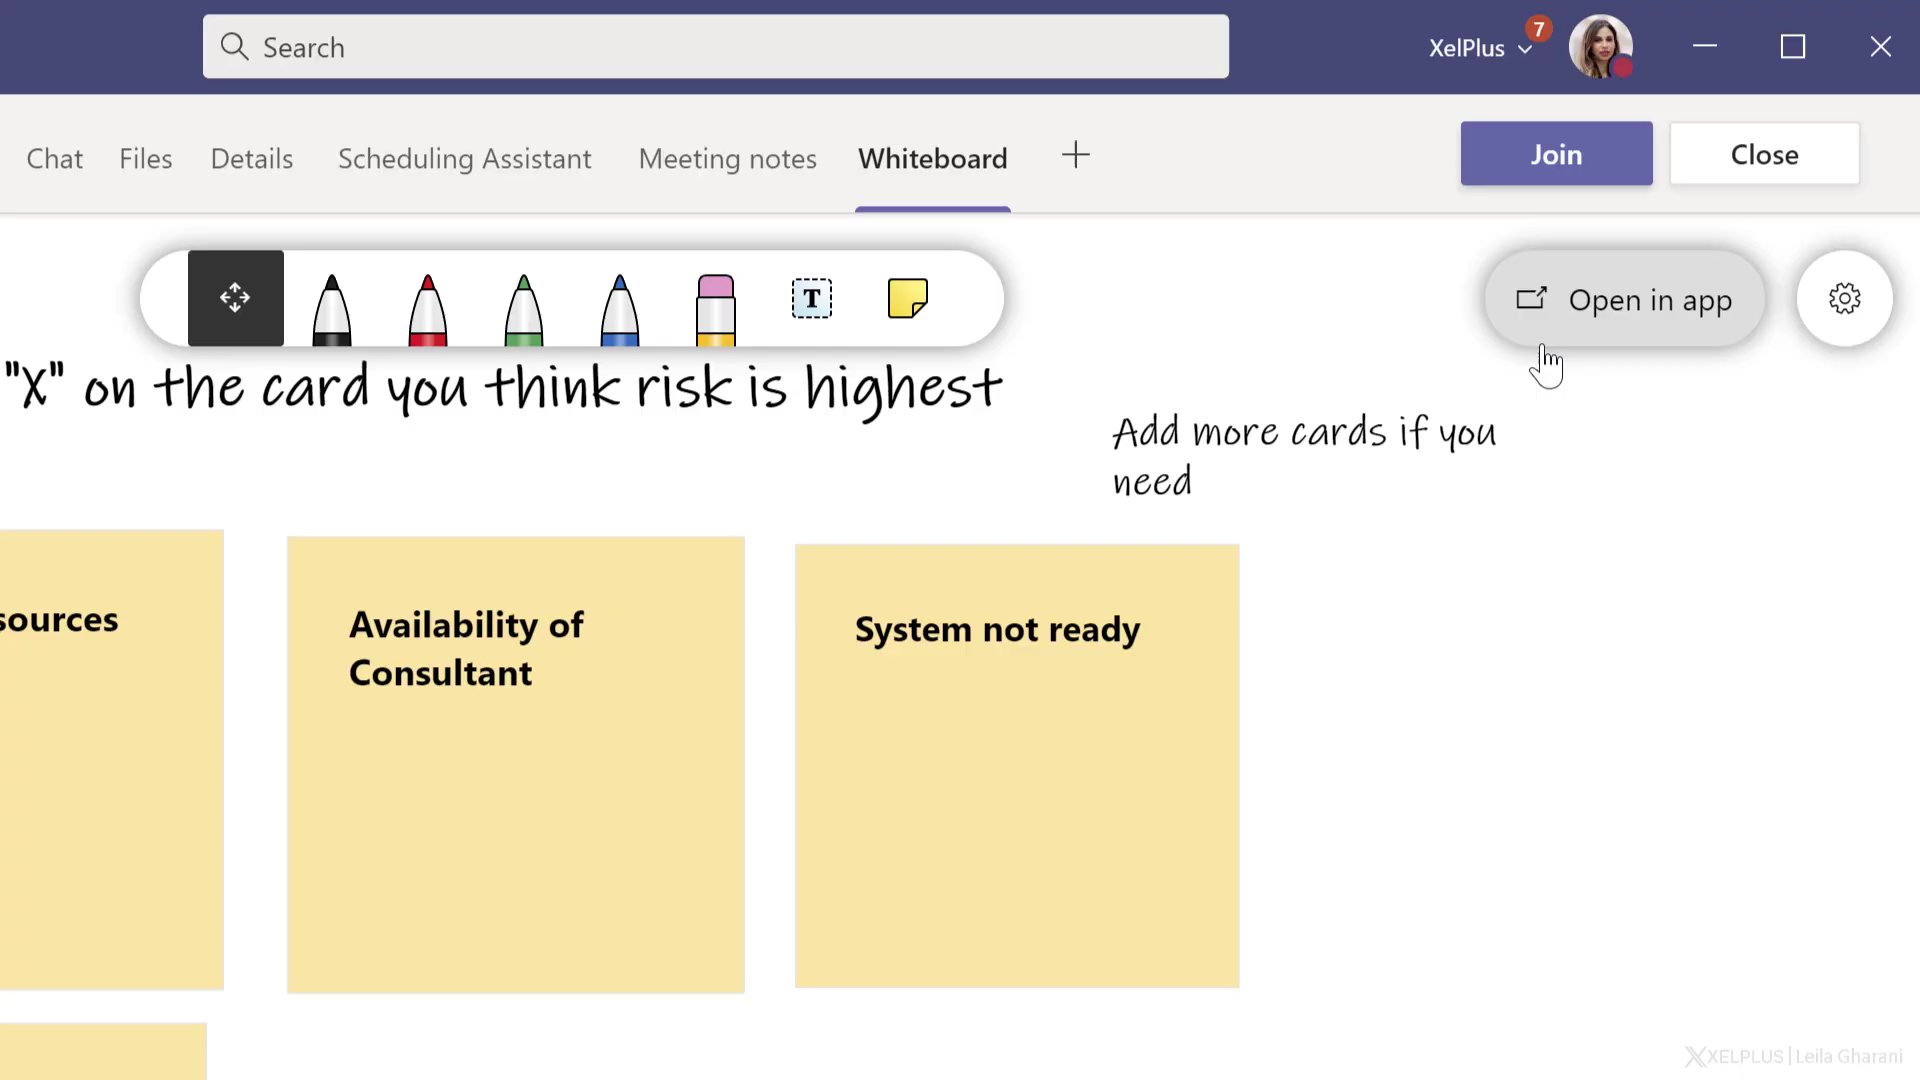 Search
XelPlus
7
Chat Files Details Scheduling Assistant Meeting notes Whiteboard
Join
Close
T
Open in app
"X" on the card you think risk is highest
Add more cards if you
need
sources
Availability of
Consultant
System not ready
XELPLUS | Leila Gharani